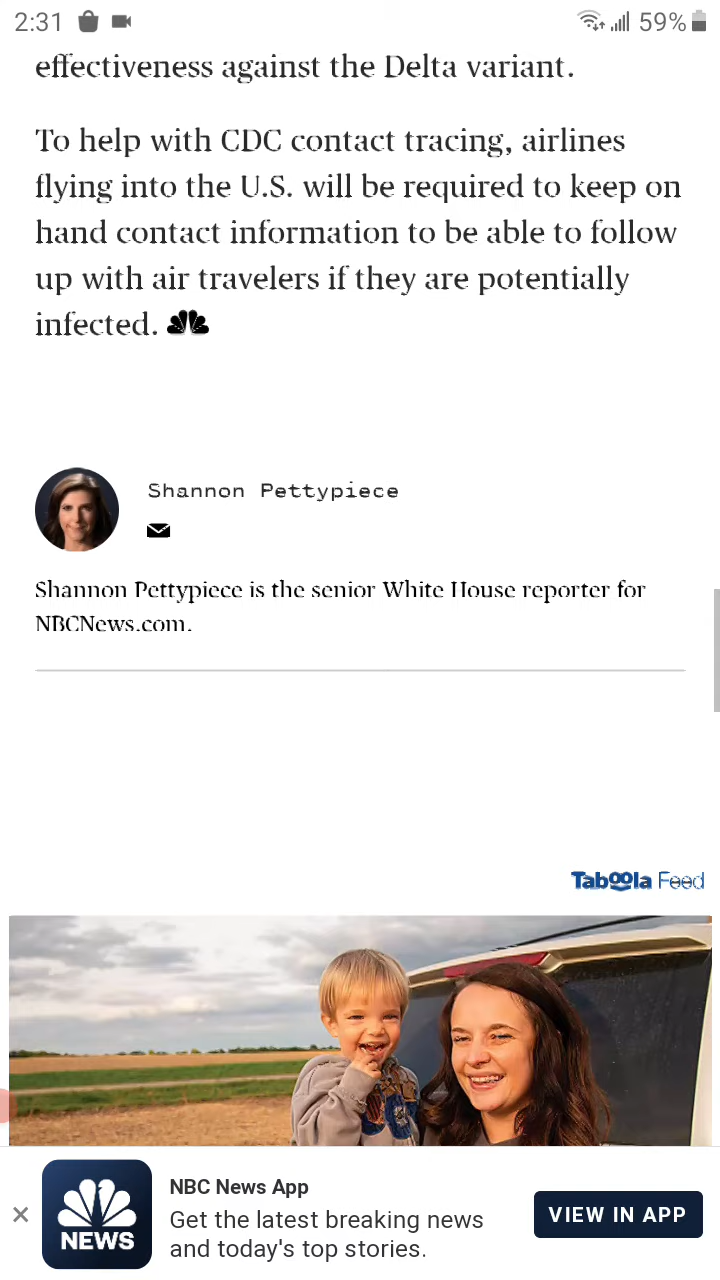 2:31 59%
effectiveness against the Delta variant.
To help with CDC contact tracing, airlines
flying into the U.S. will be required to keep on
hand contact information to be able to follow
up with air travelers if they are potentially
infected.
Shannon Pettypiece
Shannon Pettypiece is the senior White House reporter for
NBCNews.com.
Taboola Feed
NBC News App
Get the latest breaking news
and today's top stories.
NEWS
VIEW IN APP